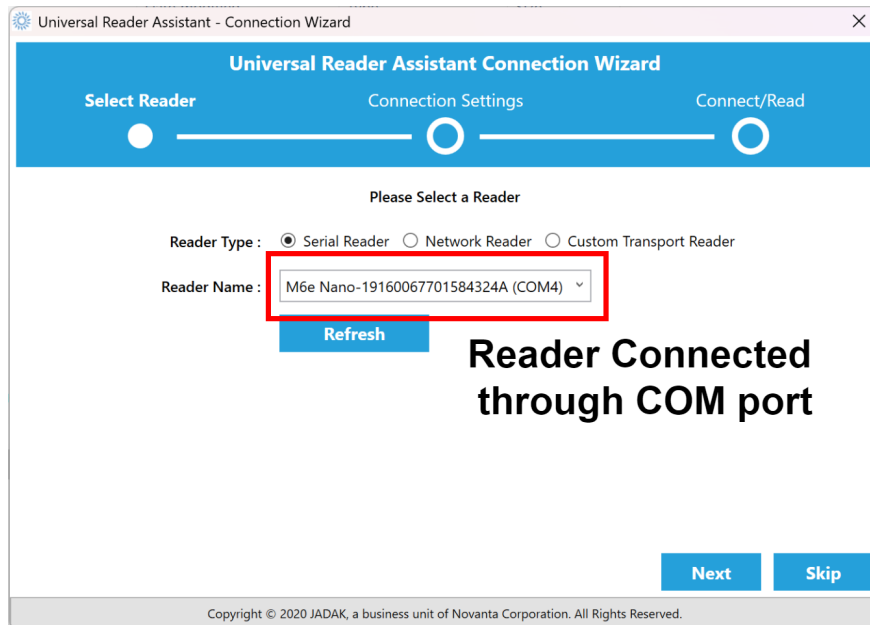 Universal Reader Assistant - Connection Wizard
Universal Reader Assistant Connection Wizard
Select Reader Connection Settings Connect/Read
Please Select a Reader
Reader Type : Serial Reader Network Reader Custom Transport Reader
Reader Name : M6e Nano-19160067701584324A (COM4)
Refresh
Reader Connected
through COM port
Next Skip
Copyright © 2020 JADAK, a business unit of Novanta Corporation. All Rights Reserved.